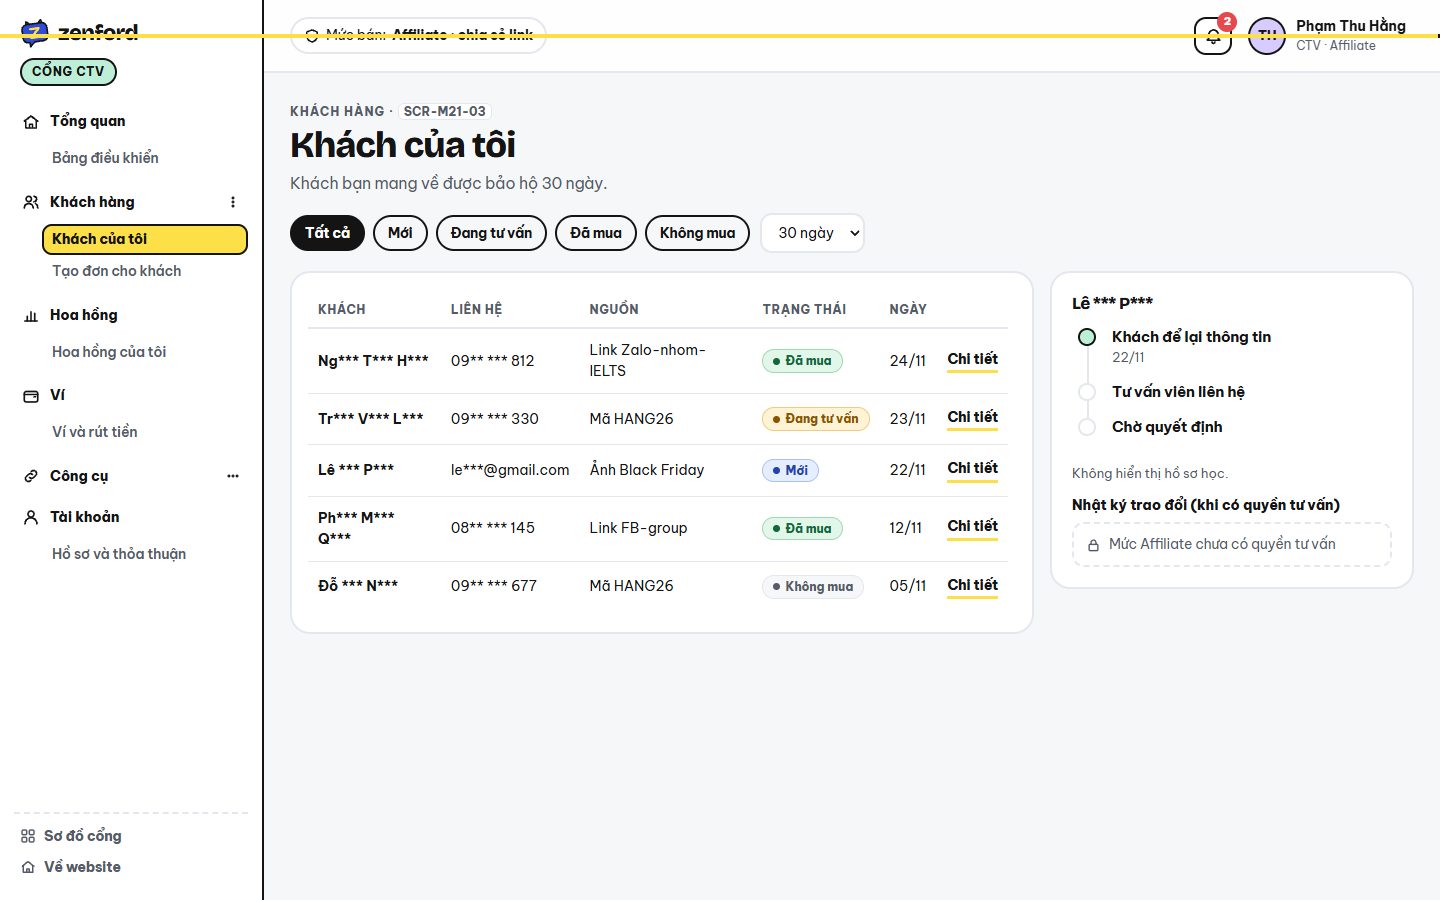 zenford
CỔNG CTV
Tổng quan
Bảng điều khiển
Khách hàng
Khách của tôi
Tạo đơn cho khách
Hoa hồng
Hoa hồng của tôi
Ví
Ví và rút tiền
Công cụ
Tài khoản
Hồ sơ và thỏa thuận
Sơ đồ cổng
Về website
Mức bán: Affiliate · chia sẻ link
2
TH
Phạm Thu Hằng
CTV · Affiliate
KHÁCH HÀNG · SCR-M21-03
Khách của tôi
Khách bạn mang về được bảo hộ 30 ngày.
Tất cả Mới Đang tư vấn Đã mua Không mua 30 ngày
KHÁCH LIÊN HỆ NGUỒN TRẠNG THÁI NGÀY
Ng*** T*** H*** 09** *** 812 Link Zalo-nhom-
IELTS Đã mua 24/11 Chi tiết
Tr*** V*** L*** 09** *** 330 Mã HANG26 Đang tư vấn 23/11 Chi tiết
Lê *** P*** le***@gmail.com Ảnh Black Friday Mới 22/11 Chi tiết
Ph*** M***
Q*** 08** *** 145 Link FB-group Đã mua 12/11 Chi tiết
Đỗ *** N*** 09** *** 677 Mã HANG26 Không mua 05/11 Chi tiết
Lê *** P***
Khách để lại thông tin
22/11
Tư vấn viên liên hệ
Chờ quyết định
Không hiển thị hồ sơ học.
Nhật ký trao đổi (khi có quyền tư vấn)
Mức Affiliate chưa có quyền tư vấn